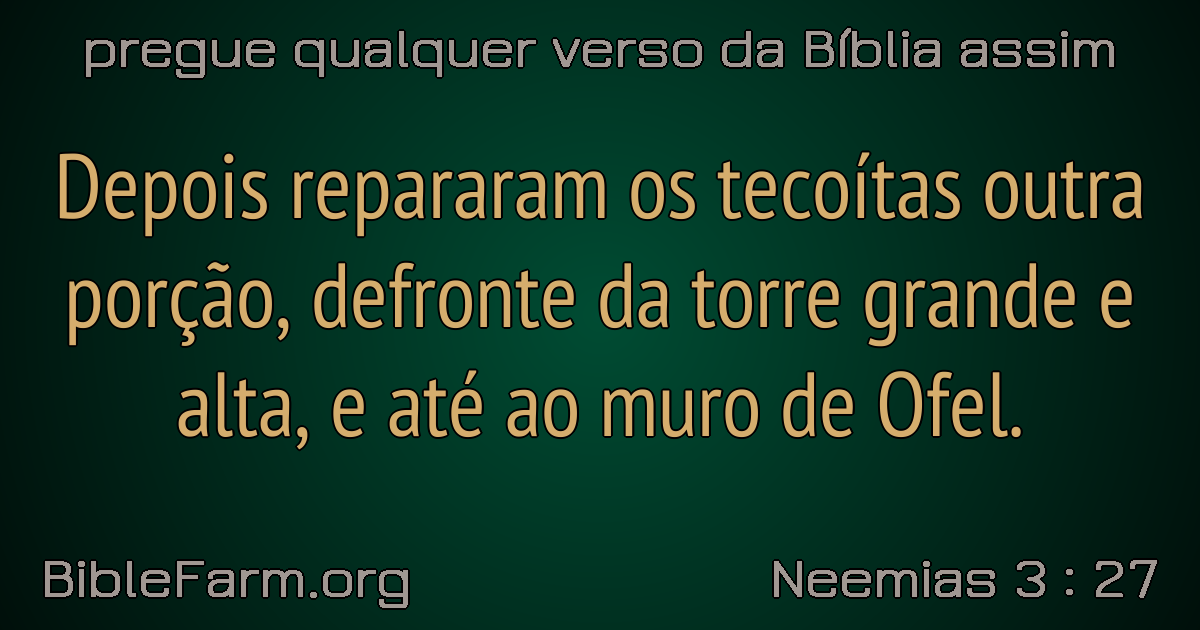 pregue qualquer verso da Bíblia assim
Depois repararam os tecoítas outra
porção, defronte da torre grande e
alta, e até ao muro de Ofel.
BibleFarm.org
Neemias 3 : 27